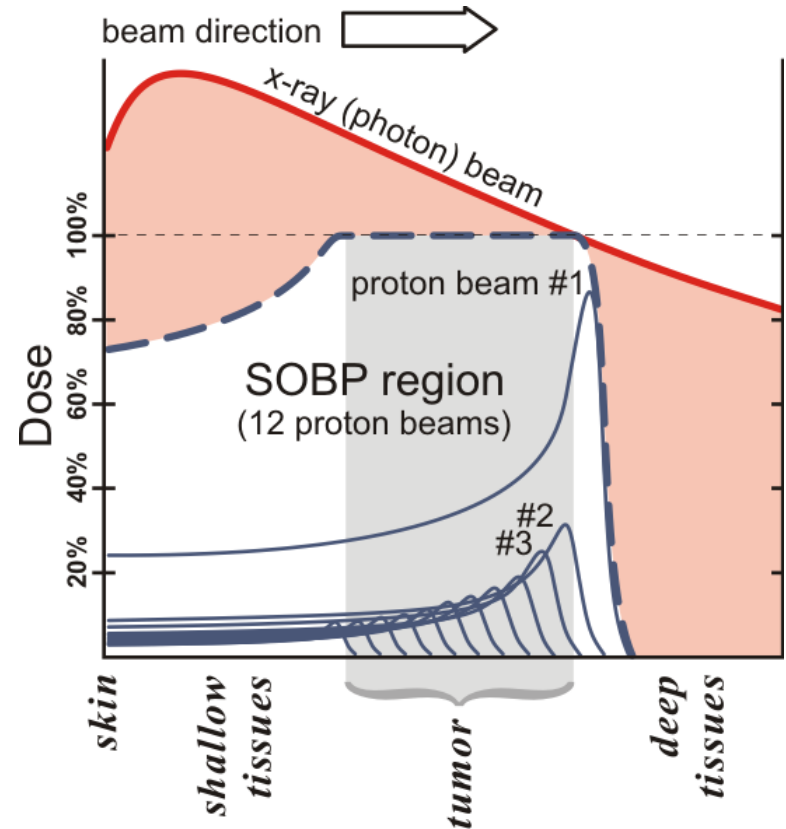 beam direction
x-ray (photon) beam
100%
80%
60%
40%
20%
Dose
proton beam #1
SOBP region
(12 proton beams)
#2
#3
skin
shallow
tissues
tumor
deep
tissues